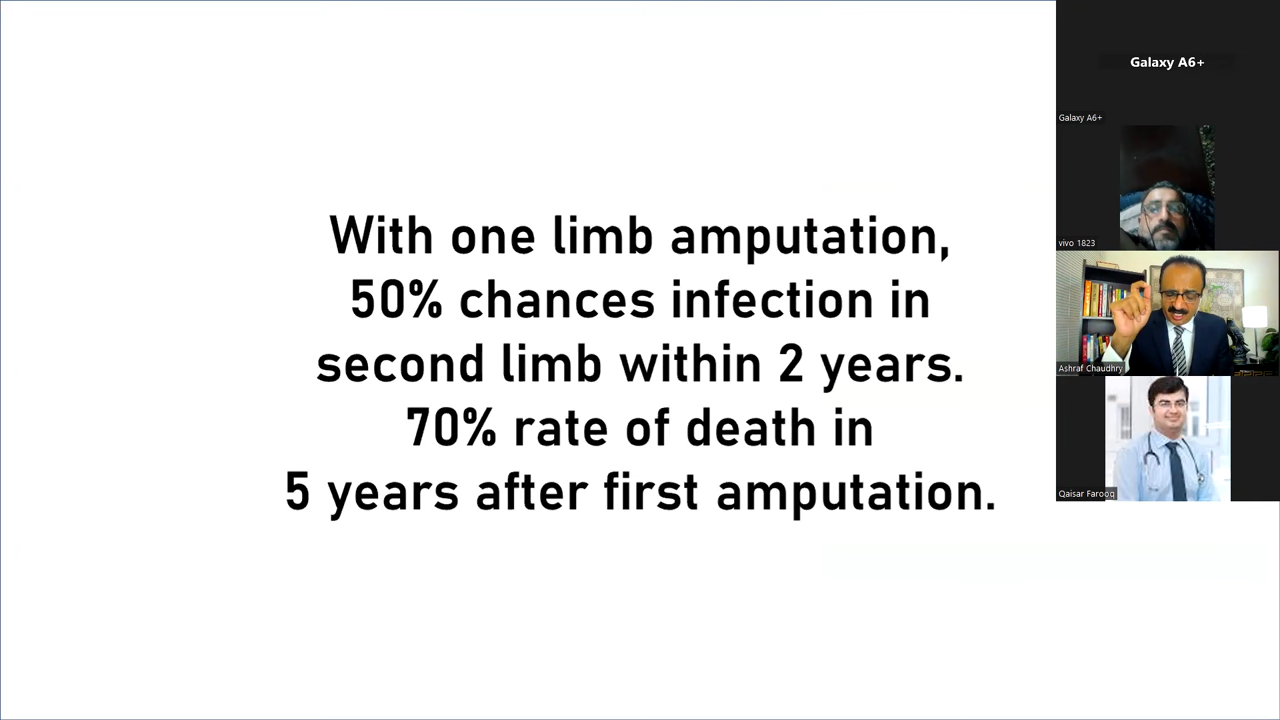 With one limb amputation,
50% chances infection in
second limb within 2 years.
70% rate of death in
5 years after first amputation.
Galaxy A6+
Galaxy A6+
vivo 1823
Ashraf Chaudhry
Qaisar Farooq